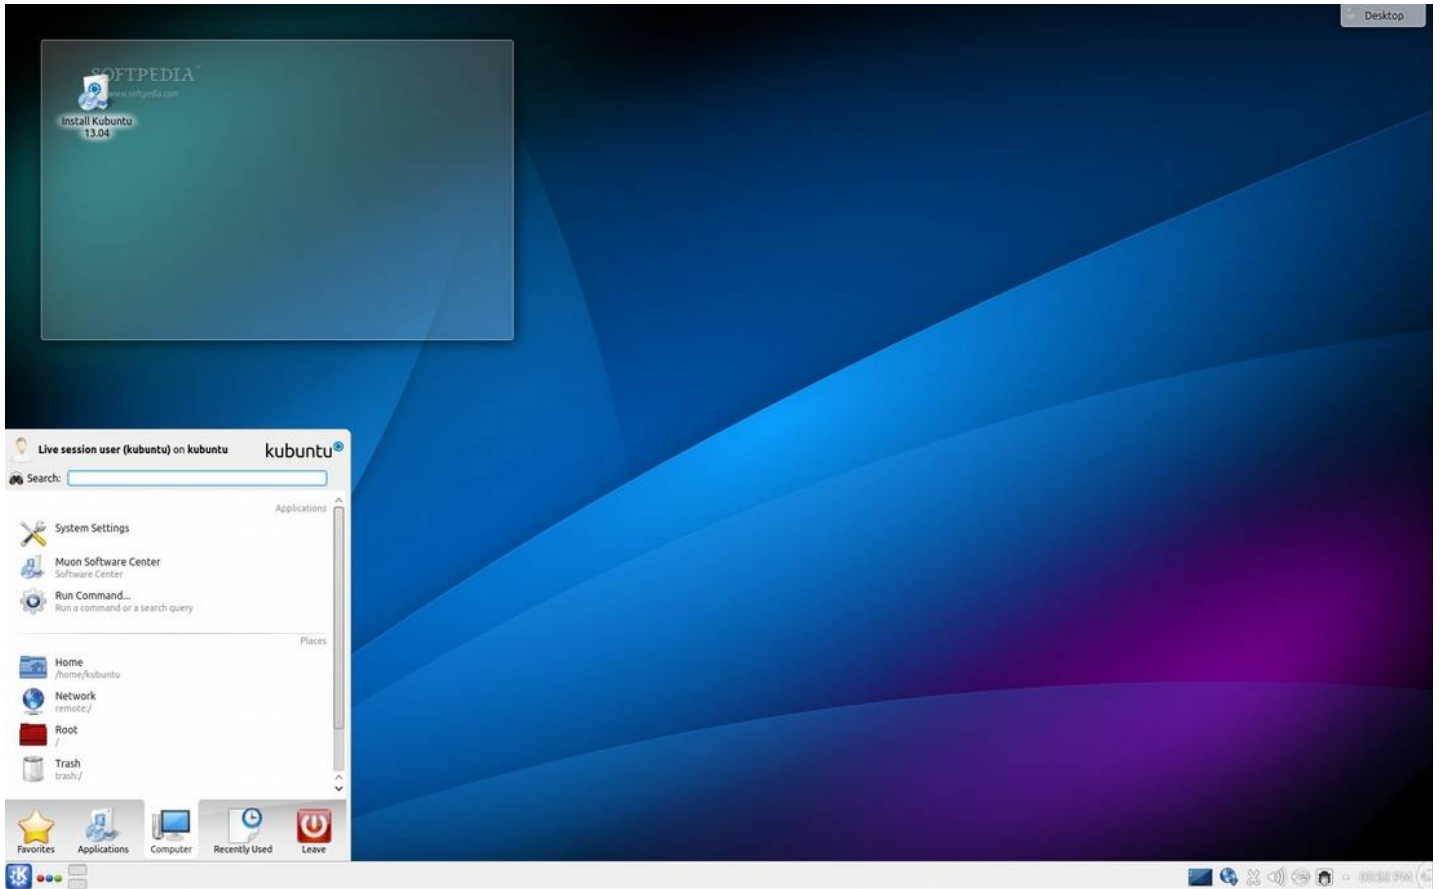 Desktop
SOFTPEDIA
www.softpedia.com
Install Kubuntu
13.04
Live session user (kubuntu) on kubuntu
kubuntu
Search:
Applications
System Settings
Muon Software Center
Software Center
Run Command...
Run a command or a search query
Places
Home
/home/kubuntu
Network
remote:/
Root
/
Trash
trash:/
Favorites
Applications
Computer
Recently Used
Leave